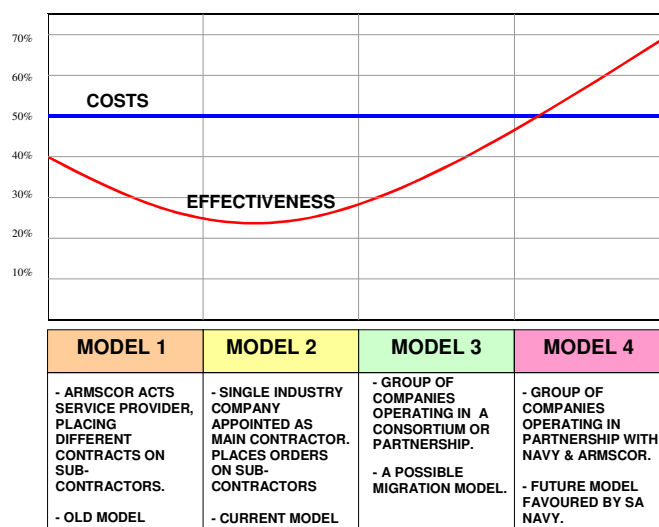 70%
60%
COSTS
50%
40%
30%
EFFECTIVENESS
20%
10%
MODEL 1
MODEL 2
MODEL 3
MODEL 4
- ARMSCOR ACTS
SERVICE PROVIDER,
PLACING
DIFFERENT
CONTRACTS ON
SUB-
CONTRACTORS.
- OLD MODEL
- SINGLE INDUSTRY
COMPANY
APPOINTED AS
MAIN CONTRACTOR.
PLACES ORDERS
ON SUB-
CONTRACTORS
- CURRENT MODEL
- GROUP OF
COMPANIES
OPERATING IN A
CONSORTIUM OR
PARTNERSHIP.
- A POSSIBLE
MIGRATION MODEL.
- GROUP OF
COMPANIES
OPERATING IN
PARTNERSHIP WITH
NAVY & ARMSCOR.
- FUTURE MODEL
FAVOURED BY SA
NAVY.